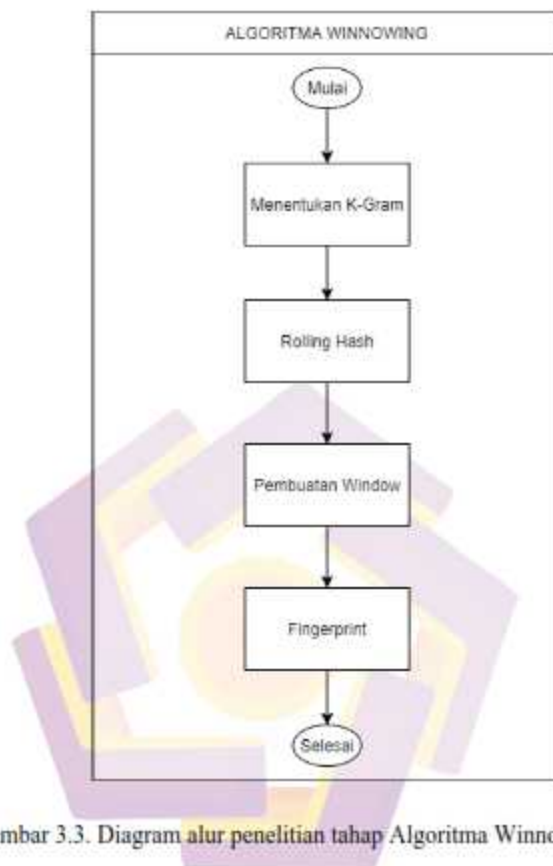 ALGORITMA WINNOWING
Mulai
Menentukan K-Gram
Rolling Hash
Pembuatan Window
Fingerprint
Selesai
mbar 3.3. Diagram alur penelitian tahap Algoritma Winno